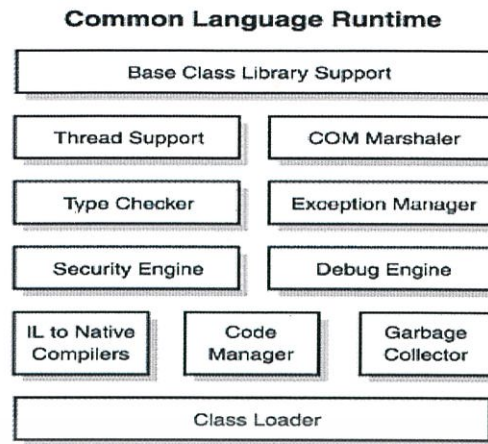 Common Language Runtime
Base Class Library Support
Thread Support
COM Marshaler
Type Checker
Exception Manager
Security Engine
Debug Engine
IL to Native
Compilers
Code
Manager
Garbage
Collector
Class Loader